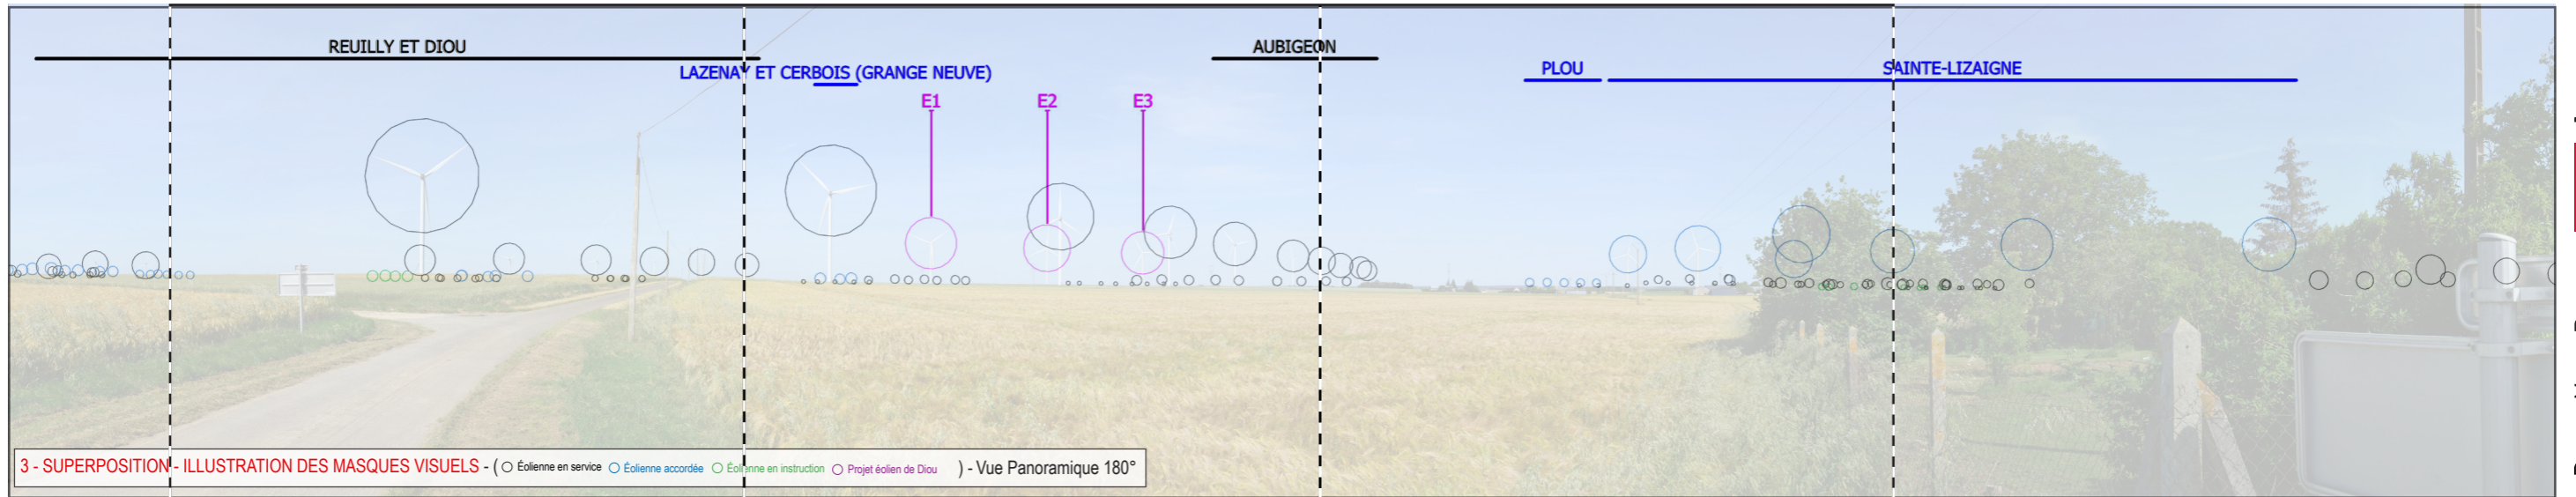 REUILLY ET DIOU
AUBIGEON
LAZENAY ET CERBOIS (GRANGE NEUVE)
PLOU
SAINTE-LIZAIGNE
E1
E2
E3
3 - SUPERPOSITION - ILLUSTRATION DES MASQUES VISUELS - ( Éolienne en service Éolienne accordée Éolienne en instruction Projet éolien de Diou ) - Vue Panoramique 180°